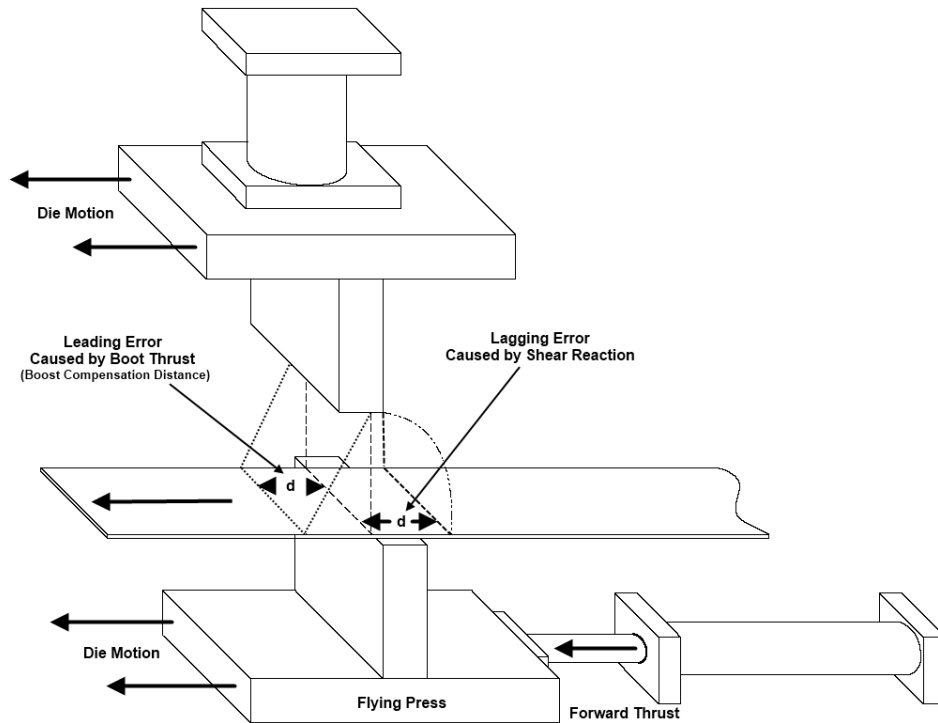 Die Motion
Leading Error
Caused by Boot Thrust
(Boost Compensation Distance)
Lagging Error
Caused by Shear Reaction
d
d
Die Motion
Flying Press
Forward Thrust